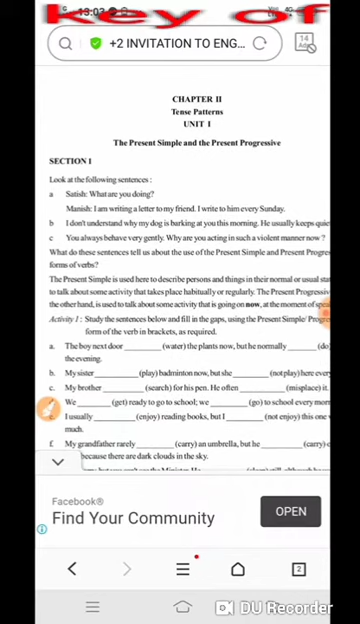 key of
13:03
4G
+2 INVITATION TO ENG...
14
CHAPTER II
Tense Patterns
UNIT I
The Present Simple and the Present Progressive
SECTION I
Look at the following sentences :
a Satish: What are you doing?
Manish: I am writing a letter to my friend. I write to him every Sunday.
b I don't understand why my dog is barking at you this morning. He usually keeps quie
c You always behave very gently. Why are you acting in such a violent manner now ?
What do these sentences tell us about the use of the Present Simple and Present Progres
forms of verbs?
The Present Simple is used here to describe persons and things in their normal or usual
to talk about some activity that takes place habitually or regularly. The Present Progressive
the other hand, is used to talk about some activity that is going on now, at the moment of
Activity I : Study the sentences below and fill in the gaps, using the Present Simple/ Progre
form of the verb in brackets, as required.
a. The boy next door ________ (water) the plants now, but he normally ________ (do)
the evening.
b. My sister ________ (play) badminton now, but she ________ (not play) here ever
c. My brother ________ (search) for his pen. He often ________ (misplace) it.
We ________ (get) ready to go to school; we ________ (go) to school every morn
I usually ________ (enjoy) reading books, but I ________ (not enjoy) this one
much.
f. My grandfather rarely ________ (carry) an umbrella, but he ________ (carry)
because there are dark clouds in the sky.
Facebook®
Find Your Community
OPEN
2
DU Recorder